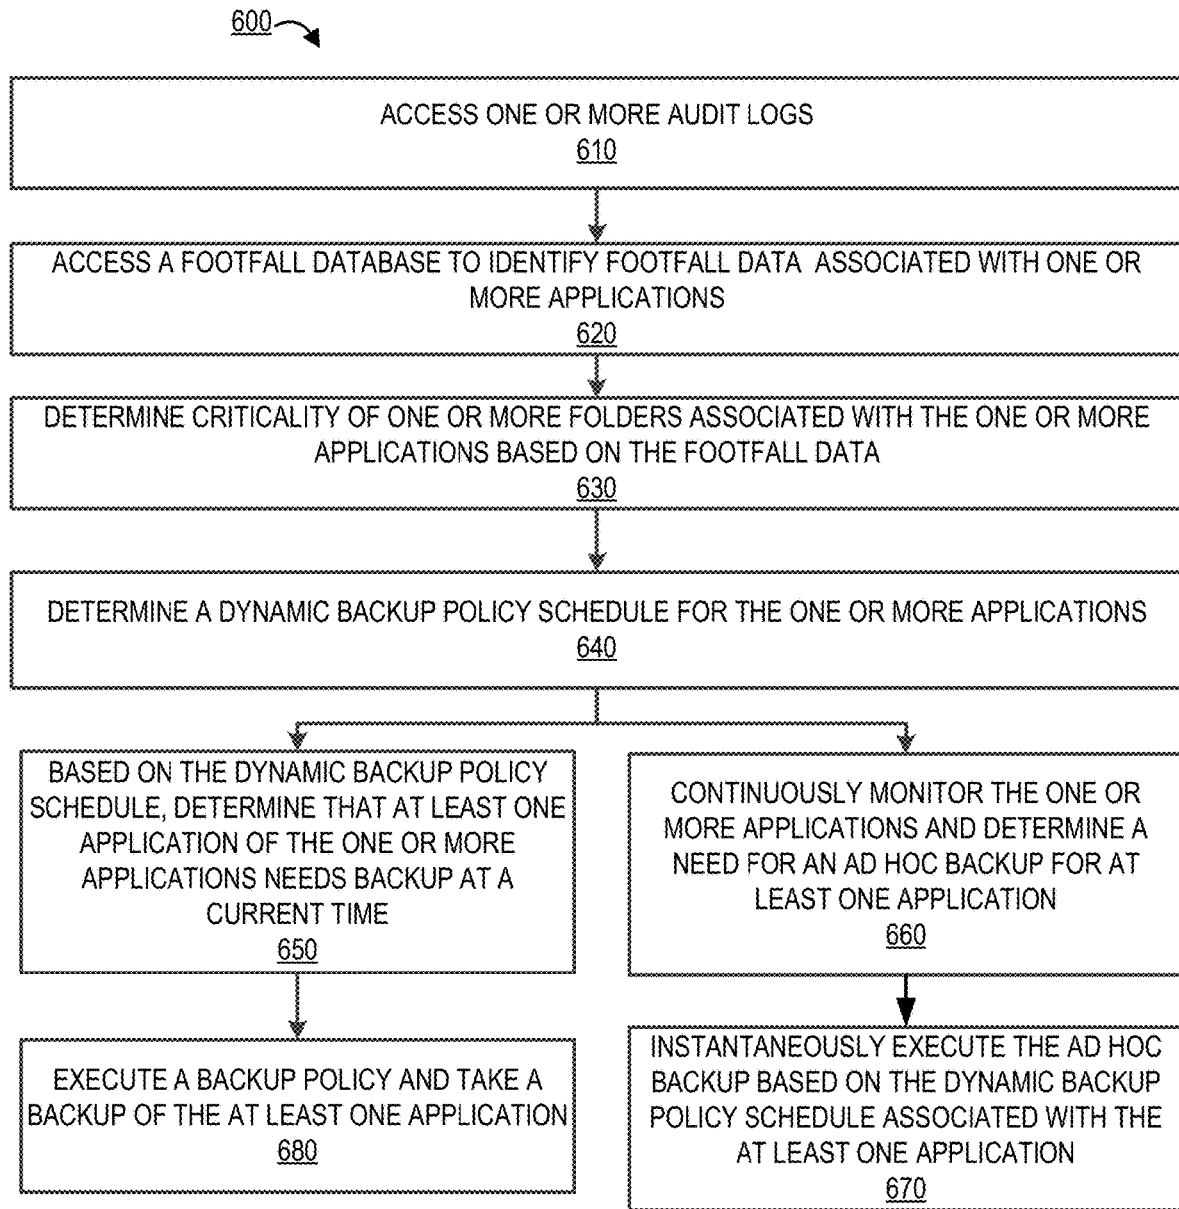 600
ACCESS ONE OR MORE AUDIT LOGS
610
ACCESS A FOOTFALL DATABASE TO IDENTIFY FOOTFALL DATA ASSOCIATED WITH ONE OR
MORE APPLICATIONS
620
DETERMINE CRITICALITY OF ONE OR MORE FOLDERS ASSOCIATED WITH THE ONE OR MORE
APPLICATIONS BASED ON THE FOOTFALL DATA
630
DETERMINE A DYNAMIC BACKUP POLICY SCHEDULE FOR THE ONE OR MORE APPLICATIONS
640
BASED ON THE DYNAMIC BACKUP POLICY
SCHEDULE, DETERMINE THAT AT LEAST ONE
APPLICATION OF THE ONE OR MORE
APPLICATIONS NEEDS BACKUP AT A
CURRENT TIME
650
CONTINUOUSLY MONITOR THE ONE OR
MORE APPLICATIONS AND DETERMINE A
NEED FOR AN AD HOC BACKUP FOR AT
LEAST ONE APPLICATION
660
EXECUTE A BACKUP POLICY AND TAKE A
BACKUP OF THE AT LEAST ONE APPLICATION
680
INSTANTANEOUSLY EXECUTE THE AD HOC
BACKUP BASED ON THE DYNAMIC BACKUP
POLICY SCHEDULE ASSOCIATED WITH THE
AT LEAST ONE APPLICATION
670